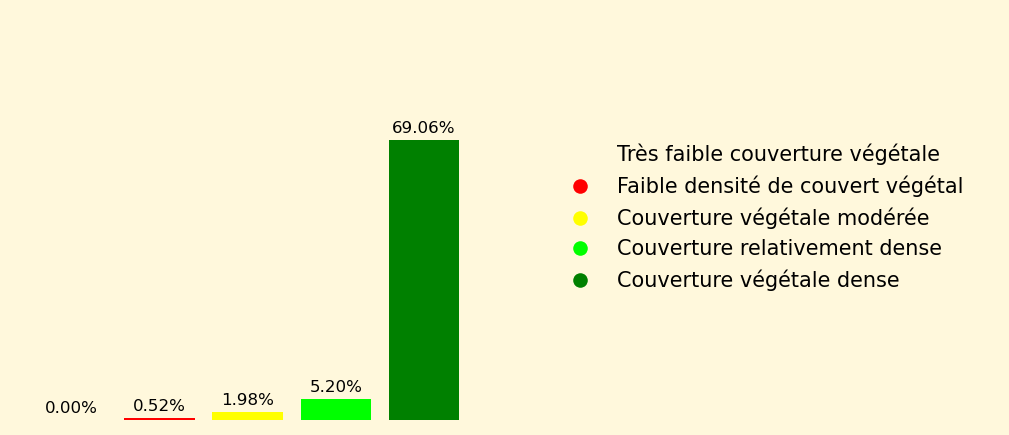 69.06%
5.20%
1.98%
0.52%
0.00%
Très faible couverture végétale
Faible densité de couvert végétal
Couverture végétale modérée
Couverture relativement dense
Couverture végétale dense